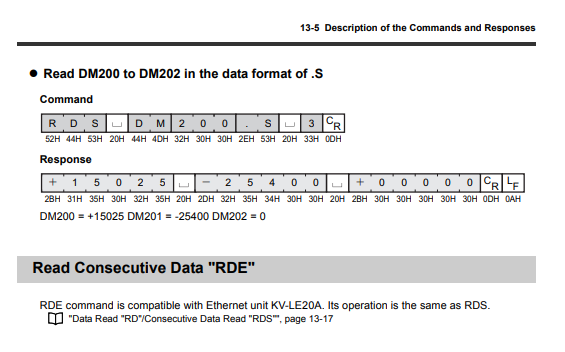 13-5 Description of the Commands and Responses
● Read DM200 to DM202 in the data format of .S
Command
R D S ␣ D M 2 0 0 . S ␣ 3 CR
52H 44H 53H 20H 44H 4DH 32H 30H 30H 2EH 53H 20H 33H 0DH
Response
+ 1 5 0 2 5 ␣ − 2 5 4 0 0 ␣ + 0 0 0 0 0 CR LF
2BH 31H 35H 30H 32H 35H 20H 2DH 32H 35H 34H 30H 30H 20H 2BH 30H 30H 30H 30H 30H 0DH 0AH
DM200 = +15025 DM201 = -25400 DM202 = 0
Read Consecutive Data "RDE"
RDE command is compatible with Ethernet unit KV-LE20A. Its operation is the same as RDS.
"Data Read "RD"/Consecutive Data Read "RDS"", page 13-17